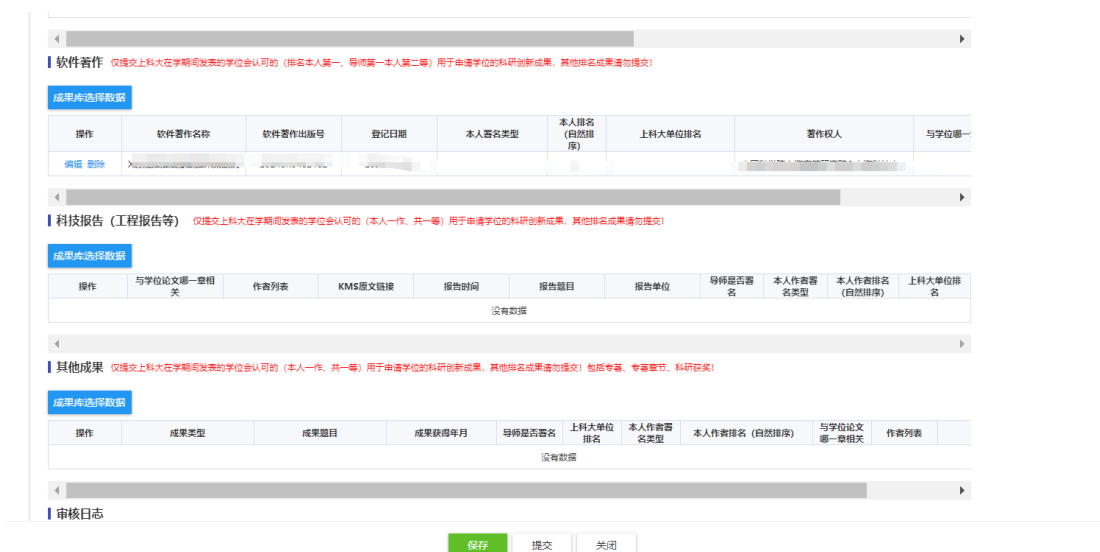 软件著作 仅提交上科大在学期间发表的学位会认可的（排名本人第一、导师第一本人第二等）用于申请学位的科研创新成果，其他排名成果请勿提交！
成果库选择数据
操作 软件著作名称 软件著作出版号 登记日期 本人署名类型 本人排名（自然排序） 上科大单位排名 著作权人 与学位哪一
编辑 删除
科技报告（工程报告等） 仅提交上科大在学期间发表的学位会认可的（本人一作、共一等）用于申请学位的科研创新成果，其他排名成果请勿提交！
成果库选择数据
操作 与学位论文哪一章相关 作者列表 KMS原文链接 报告时间 报告题目 报告单位 导师是否署名 本人作者署名类型 本人作者排名（自然排序） 上科大单位排名
没有数据
其他成果 仅提交上科大在学期间发表的学位会认可的（本人一作、共一等）用于申请学位的科研创新成果，其他排名成果请勿提交！包括专著、专著章节、科研获奖！
成果库选择数据
操作 成果类型 成果题目 成果获得年月 导师是否署名 上科大单位排名 本人作者署名类型 本人作者排名（自然排序） 与学位论文哪一章相关 作者列表
没有数据
审核日志
保存 提交 关闭